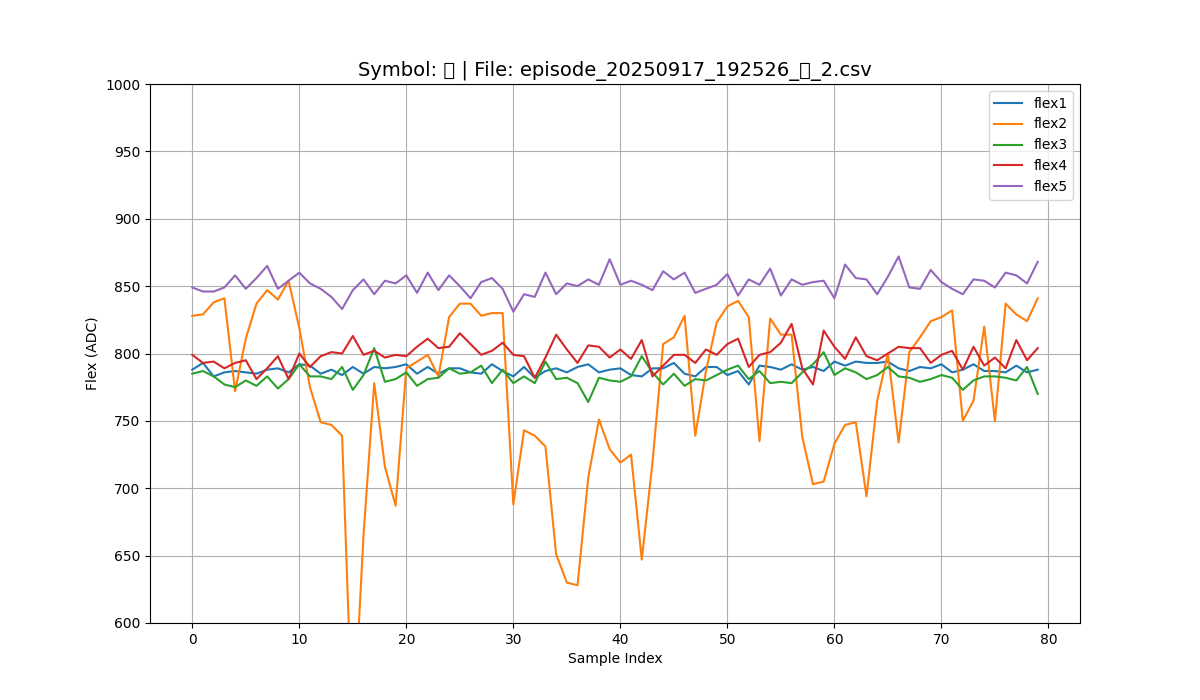 Symbol: ▯ | File: episode_20250917_192526_▯_2.csv
flex1
flex2
flex3
flex4
flex5
Flex (ADC)
1000
950
900
850
800
750
700
650
600
0 10 20 30 40 50 60 70 80
Sample Index